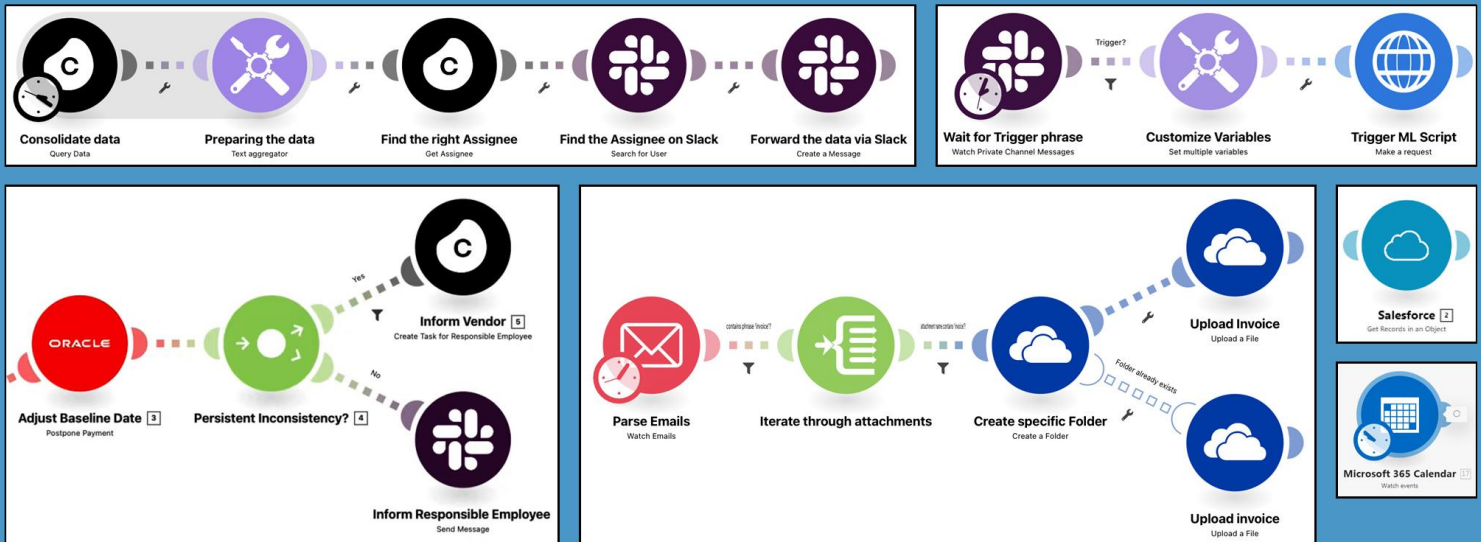 C
Consolidate data
Query Data
Preparing the data
Text aggregator
C
Find the right Assignee
Get Assignee
Find the Assignee on Slack
Search for User
Forward the data via Slack
Create a Message
Wait for Trigger phrase
Watch Private Channel Messages
Trigger?
Customize Variables
Set multiple variables
Trigger ML Script
Make a request
ORACLE
Adjust Baseline Date 3
Postpone Payment
Persistent Inconsistency? 4
Yes
C
Inform Vendor 5
Create Task for Responsible Employee
No
Inform Responsible Employee
Send Message
Parse Emails
Watch Emails
contains phrase "invoice"?
Iterate through attachments
attachment name contains "invoice"?
Create specific Folder
Create a Folder
Upload Invoice
Upload a File
Folder already exists
Upload invoice
Upload a File
Salesforce 2
Get Records in an Object
Microsoft 365 Calendar 17
Watch events